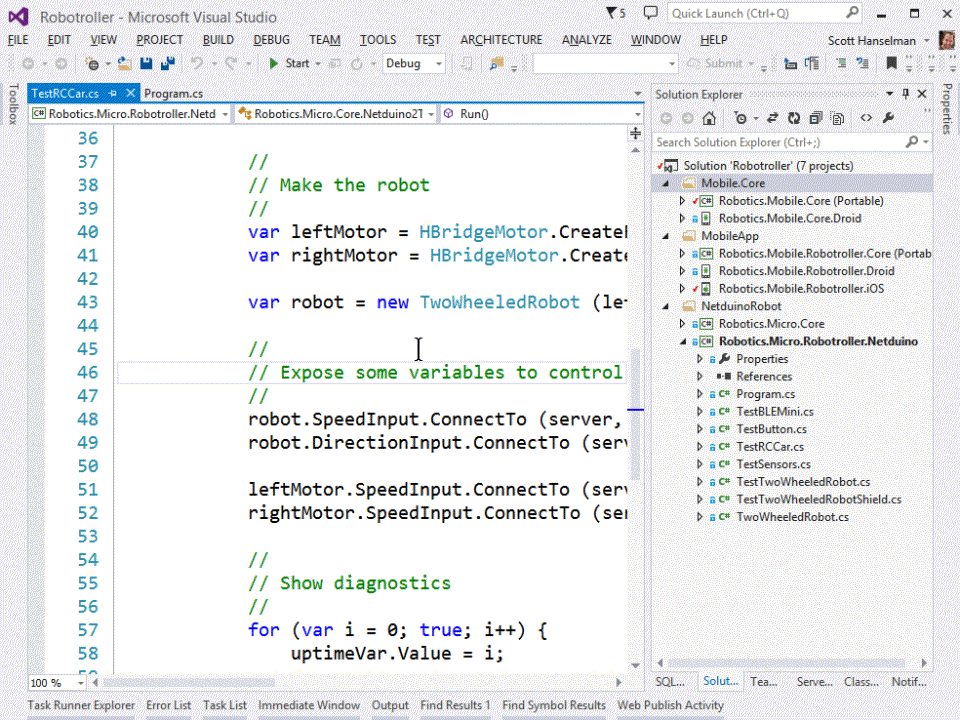 Robotroller - Microsoft Visual Studio
5
Quick Launch (Ctrl+Q)
FILE EDIT VIEW PROJECT BUILD DEBUG TEAM TOOLS TEST ARCHITECTURE ANALYZE WINDOW HELP Scott Hanselman
Start Debug Submit
Toolbox
TestRCCar.cs Program.cs
Robotics.Micro.Robotroller.Netd Robotics.Micro.Core.Netduino2T Run()
36
37 //
38 // Make the robot
39 //
40 var leftMotor = HBridgeMotor.Create
41 var rightMotor = HBridgeMotor.Create
42
43 var robot = new TwoWheeledRobot (le
44
45 //
46 // Expose some variables to control
47 //
48 robot.SpeedInput.ConnectTo (server,
49 robot.DirectionInput.ConnectTo (ser
50
51 leftMotor.SpeedInput.ConnectTo (ser
52 rightMotor.SpeedInput.ConnectTo (se
53
54 //
55 // Show diagnostics
56 //
57 for (var i = 0; true; i++) {
58 uptimeVar.Value = i;
100 %
Solution Explorer
Search Solution Explorer (Ctrl+;)
Solution 'Robotroller' (7 projects)
Mobile.Core
Robotics.Mobile.Core (Portable)
Robotics.Mobile.Core.Droid
MobileApp
Robotics.Mobile.Robotroller.Core (Portab
Robotics.Mobile.Robotroller.Droid
Robotics.Mobile.Robotroller.iOS
NetduinoRobot
Robotics.Micro.Core
Robotics.Micro.Robotroller.Netduino
Properties
References
C# Program.cs
C# TestBLEMini.cs
C# TestButton.cs
C# TestRCCar.cs
C# TestSensors.cs
C# TestTwoWheeledRobot.cs
C# TestTwoWheeledRobotShield.cs
C# TwoWheeledRobot.cs
SQL... Solut... Tea... Serve... Class... Notif...
Properties
Task Runner Explorer Error List Task List Immediate Window Output Find Results 1 Find Symbol Results Web Publish Activity